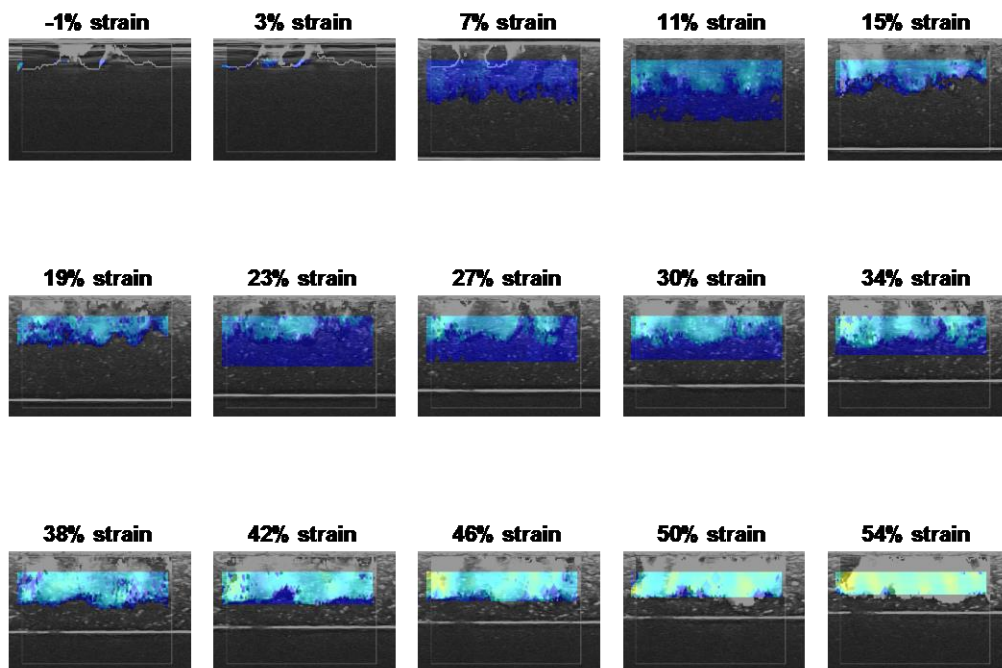 -1% strain
3% strain
7% strain
11% strain
15% strain
19% strain
23% strain
27% strain
30% strain
34% strain
38% strain
42% strain
46% strain
50% strain
54% strain